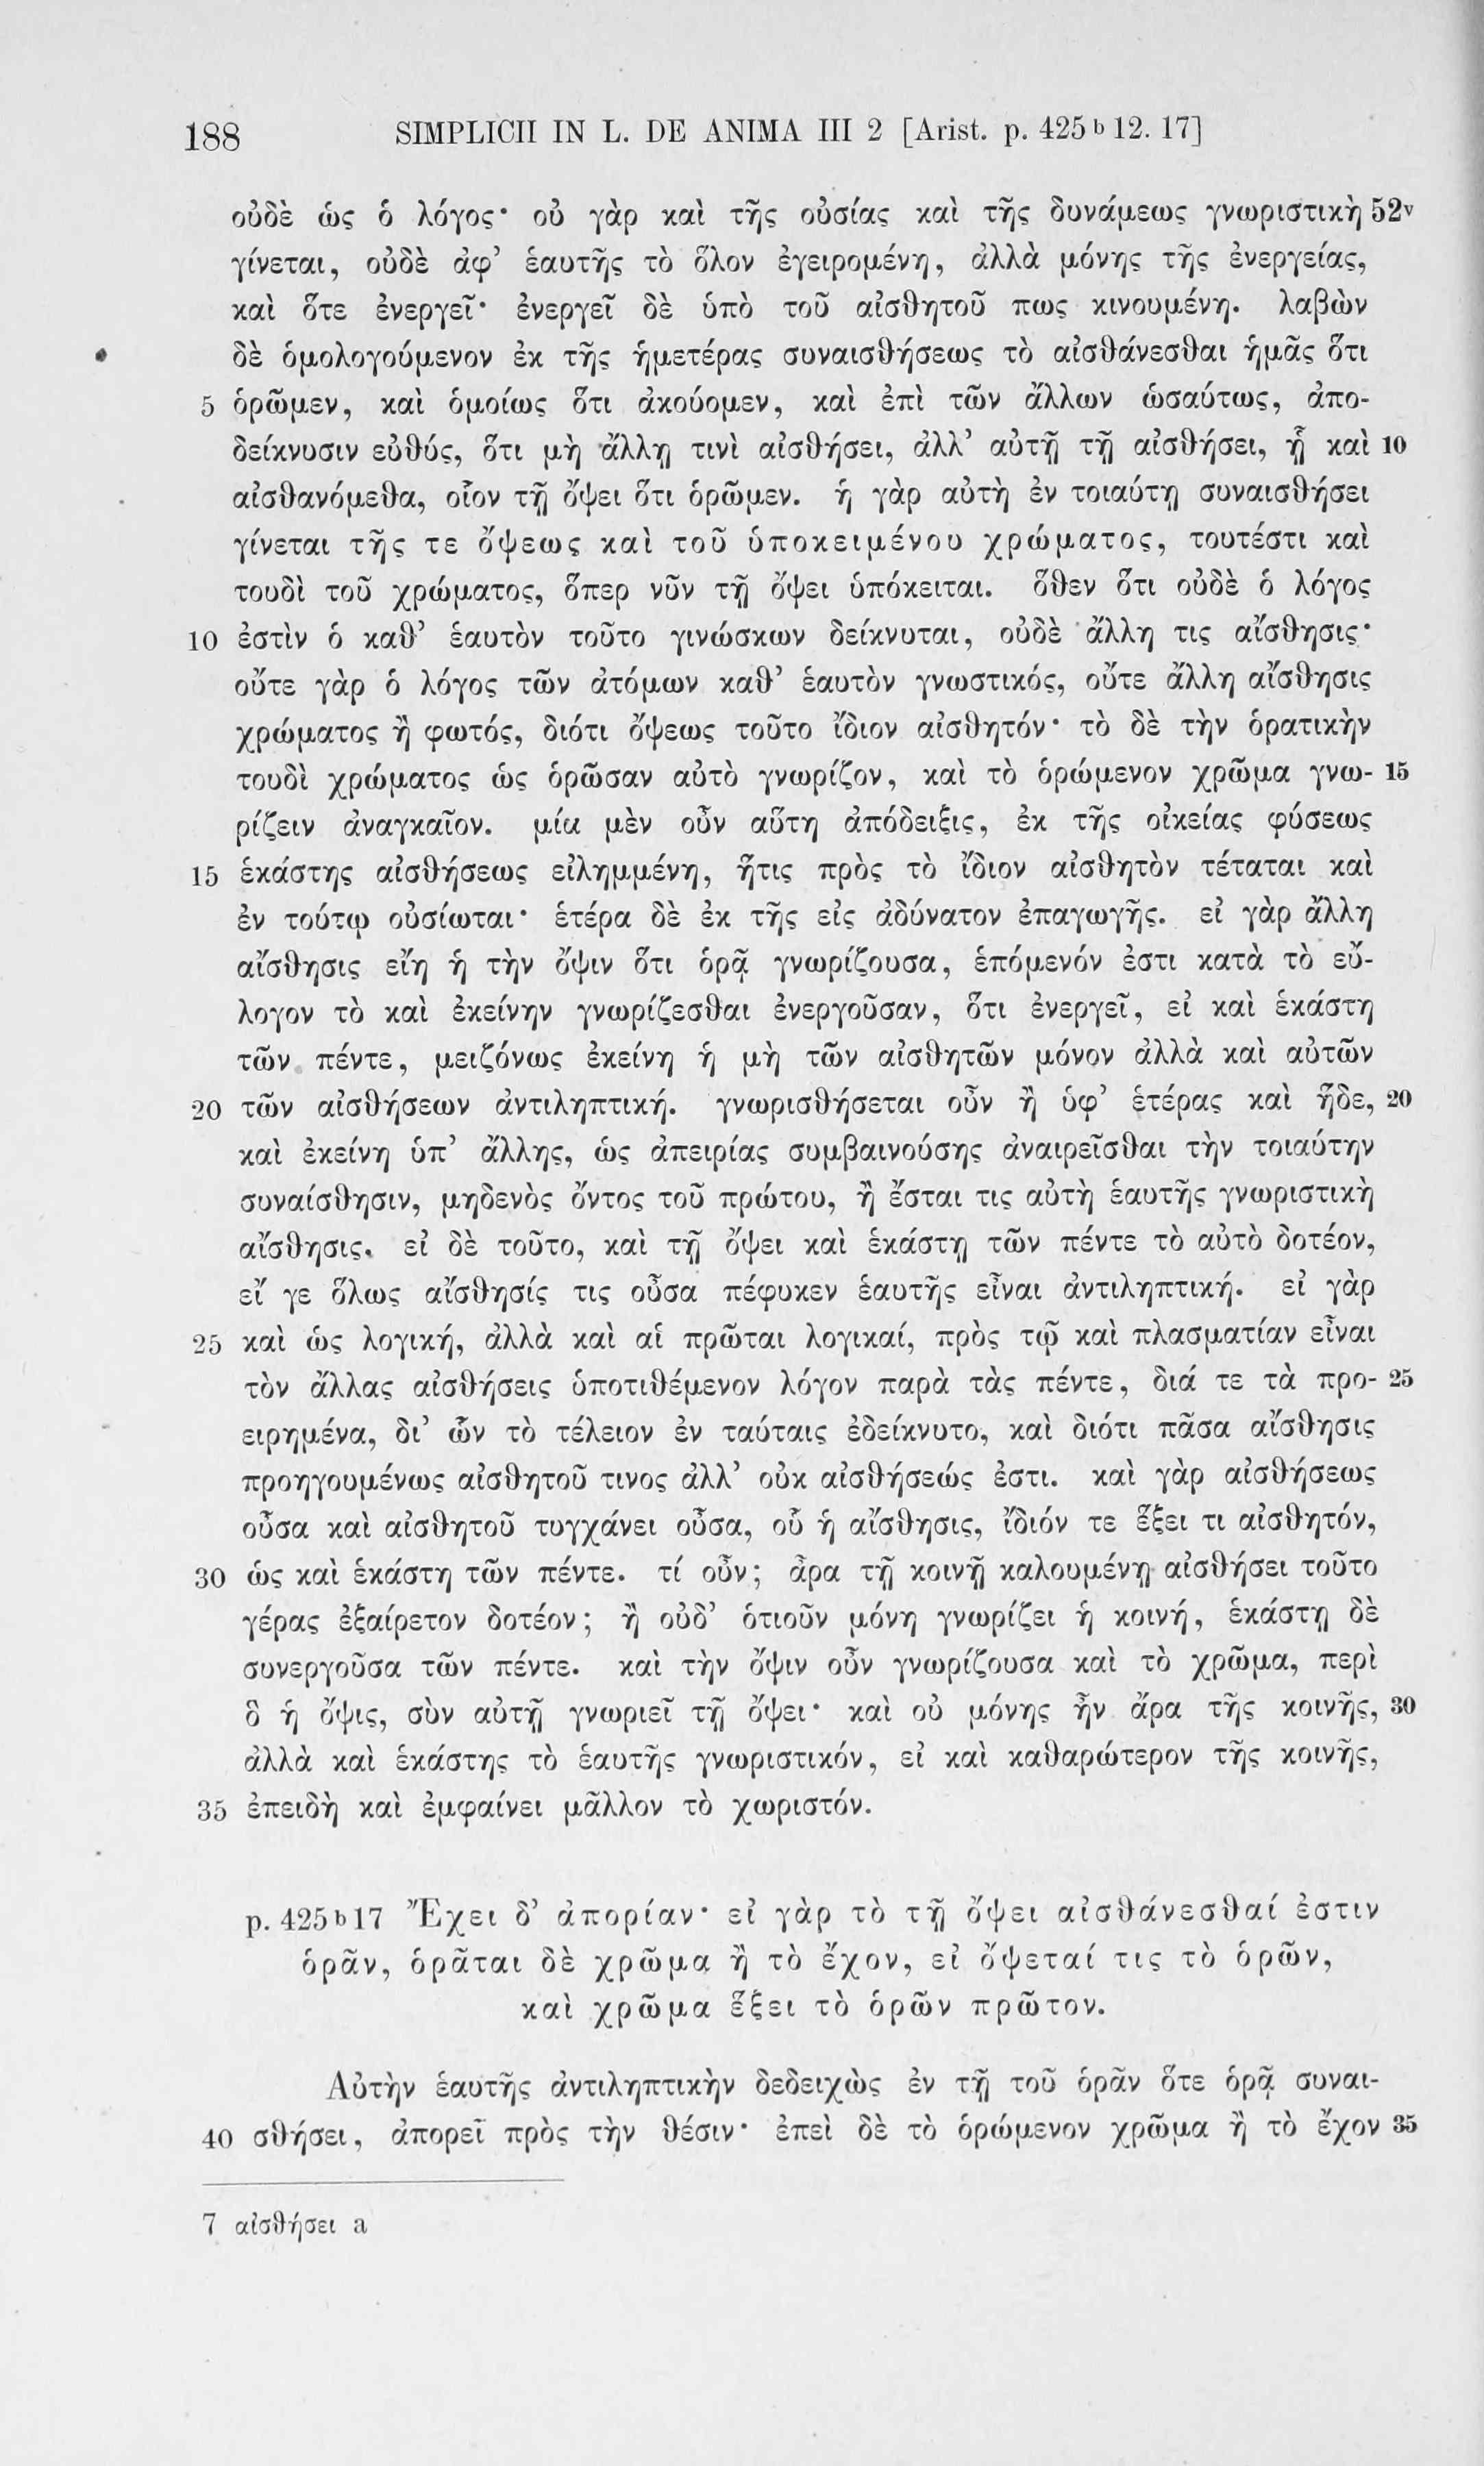 188 SIMPLICII IN L. DE ANIMA III 2 [Arist. p. 425 b 12. 17]
οὐδὲ ὡς ὁ λόγος· οὐ γὰρ καὶ τῆς οὐσίας καὶ τῆς δυνάμεως γνωριστικὴ 52v
γίνεται, οὐδὲ ἀφ’ ἑαυτῆς τὸ ὅλον ἐγειρομένη, ἀλλὰ μόνης τῆς ἐνεργείας,
καὶ ὅτε ἐνεργεῖ· ἐνεργεῖ δὲ ὑπὸ τοῦ αἰσθητοῦ πως κινουμένη. λαβὼν
δὲ ὁμολογούμενον ἐκ τῆς ἡμετέρας συναισθήσεως τὸ αἰσθάνεσθαι ἡμᾶς ὅτι
5 ὁρῶμεν, καὶ ὁμοίως ὅτι ἀκούομεν, καὶ ἐπὶ τῶν ἄλλων ὡσαύτως, ἀπο-
δείκνυσιν εὐθύς, ὅτι μὴ ἄλλῃ τινὶ αἰσθήσει, ἀλλ’ αὐτῇ τῇ αἰσθήσει, ᾗ καὶ 10
αἰσθανόμεθα, οἷον τῇ ὄψει ὅτι ὁρῶμεν. ἡ γὰρ αὐτὴ ἐν τοιαύτῃ συναισθήσει
γίνεται τῆς τε ὄψεως καὶ τοῦ ὑποκειμένου χρώματος, τουτέστι καὶ
τουδὶ τοῦ χρώματος, ὅπερ νῦν τῇ ὄψει ὑπόκειται. ὅθεν ὅτι οὐδὲ ὁ λόγος
10 ἐστὶν ὁ καθ’ ἑαυτὸν τοῦτο γινώσκων δείκνυται, οὐδὲ ἄλλη τις αἴσθησις·
οὔτε γὰρ ὁ λόγος τῶν ἀτόμων καθ’ ἑαυτὸν γνωστικός, οὔτε ἄλλη αἴσθησις
χρώματος ἢ φωτός, διότι ὄψεως τοῦτο ἴδιον αἰσθητόν· τὸ δὲ τὴν ὁρατικὴν
τουδὶ χρώματος ὡς ὁρῶσαν αὐτὸ γνωρίζον, καὶ τὸ ὁρώμενον χρῶμα γνω- 15
ρίζειν ἀναγκαῖον. μία μὲν οὖν αὕτη ἀπόδειξις, ἐκ τῆς οἰκείας φύσεως
15 ἑκάστης αἰσθήσεως εἰλημμένη, ἥτις πρὸς τὸ ἴδιον αἰσθητὸν τέταται καὶ
ἐν τούτῳ οὐσίωται· ἑτέρα δὲ ἐκ τῆς εἰς ἀδύνατον ἐπαγωγῆς. εἰ γὰρ ἄλλη
αἴσθησις εἴη ἡ τὴν ὄψιν ὅτι ὁρᾷ γνωρίζουσα, ἑπόμενόν ἐστι κατὰ τὸ εὔ-
λογον τὸ καὶ ἐκείνην γνωρίζεσθαι ἐνεργοῦσαν, ὅτι ἐνεργεῖ, εἰ καὶ ἑκάστη
τῶν πέντε, μειζόνως ἐκείνη ἡ μὴ τῶν αἰσθητῶν μόνον ἀλλὰ καὶ αὐτῶν
20 τῶν αἰσθήσεων ἀντιληπτική. γνωρισθήσεται οὖν ἢ ὑφ’ ἑτέρας καὶ ἥδε, 20
καὶ ἐκείνη ὑπ’ ἄλλης, ὡς ἀπειρίας συμβαινούσης ἀναιρεῖσθαι τὴν τοιαύτην
συναίσθησιν, μηδενὸς ὄντος τοῦ πρώτου, ἢ ἔσται τις αὐτὴ ἑαυτῆς γνωριστικὴ
αἴσθησις. εἰ δὲ τοῦτο, καὶ τῇ ὄψει καὶ ἑκάστῃ τῶν πέντε τὸ αὐτὸ δοτέον,
εἴ γε ὅλως αἴσθησίς τις οὖσα πέφυκεν ἑαυτῆς εἶναι ἀντιληπτική. εἰ γὰρ
25 καὶ ὡς λογική, ἀλλὰ καὶ αἱ πρῶται λογικαί, πρὸς τῷ καὶ πλασματίαν εἶναι
τὸν ἄλλας αἰσθήσεις ὑποτιθέμενον λόγον παρὰ τὰς πέντε, διά τε τὰ προ- 25
ειρημένα, δι’ ὧν τὸ τέλειον ἐν ταύταις ἐδείκνυτο, καὶ διότι πᾶσα αἴσθησις
προηγουμένως αἰσθητοῦ τινος ἀλλ’ οὐκ αἰσθήσεώς ἐστι. καὶ γὰρ αἰσθήσεως
οὖσα καὶ αἰσθητοῦ τυγχάνει οὖσα, οὗ ἡ αἴσθησις, ἴδιόν τε ἕξει τι αἰσθητόν,
30 ὡς καὶ ἑκάστη τῶν πέντε. τί οὖν; ἆρα τῇ κοινῇ καλουμένῃ αἰσθήσει τοῦτο
γέρας ἐξαίρετον δοτέον; ἢ οὐδ’ ὁτιοῦν μόνη γνωρίζει ἡ κοινή, ἑκάστῃ δὲ
συνεργοῦσα τῶν πέντε. καὶ τὴν ὄψιν οὖν γνωρίζουσα καὶ τὸ χρῶμα, περὶ
ὃ ἡ ὄψις, σὺν αὐτῇ γνωριεῖ τῇ ὄψει· καὶ οὐ μόνης ἦν ἄρα τῆς κοινῆς, 30
ἀλλὰ καὶ ἑκάστης τὸ ἑαυτῆς γνωριστικόν, εἰ καὶ καθαρώτερον τῆς κοινῆς,
35 ἐπειδὴ καὶ ἐμφαίνει μᾶλλον τὸ χωριστόν.
p. 425 b 17 Ἔχει δ’ ἀπορίαν· εἰ γὰρ τὸ τῇ ὄψει αἰσθάνεσθαί ἐστιν
ὁρᾶν, ὁρᾶται δὲ χρῶμα ἢ τὸ ἔχον, εἰ ὄψεταί τις τὸ ὁρῶν,
καὶ χρῶμα ἕξει τὸ ὁρῶν πρῶτον.
Αὐτὴν ἑαυτῆς ἀντιληπτικὴν δεδειχὼς ἐν τῇ τοῦ ὁρᾶν ὅτε ὁρᾷ συναι-
40 σθήσει, ἀπορεῖ πρὸς τὴν θέσιν· ἐπεὶ δὲ τὸ ὁρώμενον χρῶμα ἢ τὸ ἔχον 35
7 αἰσθήσει a